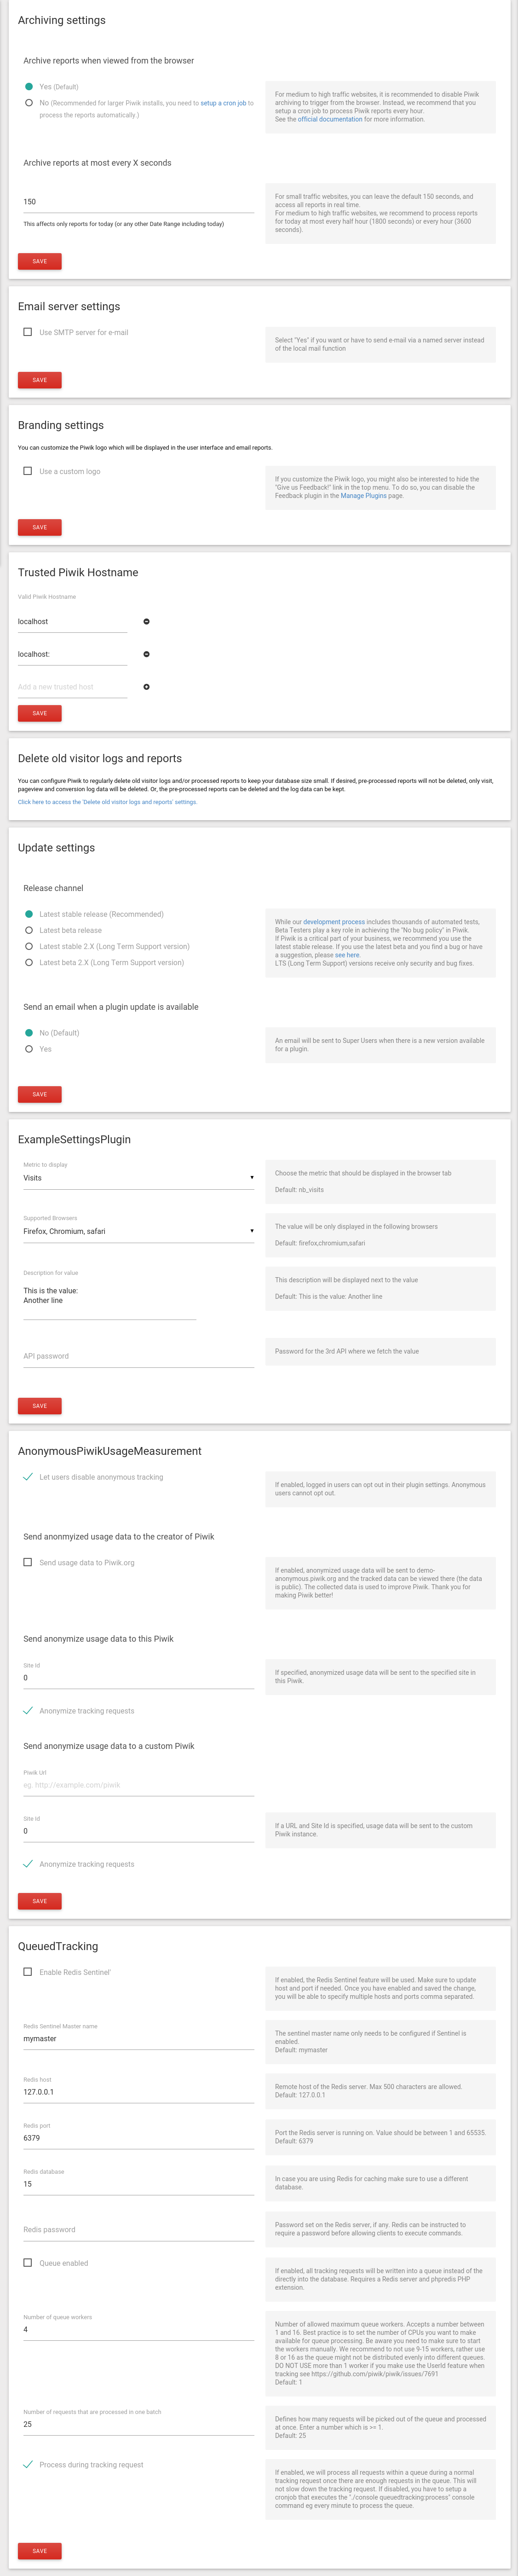 Archiving settings
Archive reports when viewed from the browser
Yes (Default)
No (Recommended for larger Piwik installs, you need to setup a cron job to
process the reports automatically.)
For medium to high traffic websites, it is recommended to disable Piwik
archiving to trigger from the browser. Instead, we recommend that you
setup a cron job to process Piwik reports every hour.
See the official documentation for more information.
Archive reports at most every X seconds
150
This affects only reports for today (or any other Date Range including today)
For small traffic websites, you can leave the default 150 seconds, and
access all reports in real time.
For medium to high traffic websites, we recommend to process reports
for today at most every half hour (1800 seconds) or every hour (3600
seconds).
SAVE
Email server settings
Use SMTP server for e-mail
Select "Yes" if you want or have to send e-mail via a named server instead
of the local mail function
SAVE
Branding settings
You can customize the Piwik logo which will be displayed in the user interface and email reports.
Use a custom logo
If you customize the Piwik logo, you might also be interested to hide the
"Give us Feedback!" link in the top menu. To do so, you can disable the
Feedback plugin in the Manage Plugins page.
SAVE
Trusted Piwik Hostname
Valid Piwik Hostname
localhost
localhost:
Add a new trusted host
SAVE
Delete old visitor logs and reports
You can configure Piwik to regularly delete old visitor logs and/or processed reports to keep your database size small. If desired, pre-processed reports will not be deleted, only visit,
pageview and conversion log data will be deleted. Or, the pre-processed reports can be deleted and the log data can be kept.
Click here to access the 'Delete old visitor logs and reports' settings.
Update settings
Release channel
Latest stable release (Recommended)
Latest beta release
Latest stable 2.X (Long Term Support version)
Latest beta 2.X (Long Term Support version)
While our development process includes thousands of automated tests,
Beta Testers play a key role in achieving the "No bug policy" in Piwik.
If Piwik is a critical part of your business, we recommend you use the
latest stable release. If you use the latest beta and you find a bug or have
a suggestion, please see here.
LTS (Long Term Support) versions receive only security and bug fixes.
Send an email when a plugin update is available
No (Default)
Yes
An email will be sent to Super Users when there is a new version available
for a plugin.
SAVE
ExampleSettingsPlugin
Metric to display
Visits
Choose the metric that should be displayed in the browser tab
Default: nb_visits
Supported Browsers
Firefox, Chromium, safari
The value will be only displayed in the following browsers
Default: firefox,chromium,safari
Description for value
This is the value:
Another line
This description will be displayed next to the value
Default: This is the value: Another line
API password
Password for the 3rd API where we fetch the value
SAVE
AnonymousPiwikUsageMeasurement
Let users disable anonymous tracking
If enabled, logged in users can opt out in their plugin settings. Anonymous
users cannot opt out.
Send anonmyized usage data to the creator of Piwik
Send usage data to Piwik.org
If enabled, anonymized usage data will be sent to demo-
anonymous.piwik.org and the tracked data can be viewed there (the data
is public). The collected data is used to improve Piwik. Thank you for
making Piwik better!
Send anonymize usage data to this Piwik
Site Id
0
If specified, anonymized usage data will be sent to the specified site in
this Piwik.
Anonymize tracking requests
Send anonymize usage data to a custom Piwik
Piwik Url
eg. http://example.com/piwik
Site Id
0
If a URL and Site Id is specified, usage data will be sent to the custom
Piwik instance.
Anonymize tracking requests
SAVE
QueuedTracking
Enable Redis Sentinel'
If enabled, the Redis Sentinel feature will be used. Make sure to update
host and port if needed. Once you have enabled and saved the change,
you will be able to specify multiple hosts and ports comma separated.
Redis Sentinel Master name
mymaster
The sentinel master name only needs to be configured if Sentinel is
enabled.
Default: mymaster
Redis host
127.0.0.1
Remote host of the Redis server. Max 500 characters are allowed.
Default: 127.0.0.1
Redis port
6379
Port the Redis server is running on. Value should be between 1 and 65535.
Default: 6379
Redis database
15
In case you are using Redis for caching make sure to use a different
database.
Redis password
Password set on the Redis server, if any. Redis can be instructed to
require a password before allowing clients to execute commands.
Queue enabled
If enabled, all tracking requests will be written into a queue instead of the
directly into the database. Requires a Redis server and phpredis PHP
extension.
Number of queue workers
4
Number of allowed maximum queue workers. Accepts a number between
1 and 16. Best practice is to set the number of CPUs you want to make
available for queue processing. Be aware you need to make sure to start
the workers manually. We recommend to not use 9-15 workers, rather use
8 or 16 as the queue might not be distributed evenly into different queues.
DO NOT USE more than 1 worker if you make use the UserId feature when
tracking see https://github.com/piwik/piwik/issues/7691
Default: 1
Number of requests that are processed in one batch
25
Defines how many requests will be picked out of the queue and processed
at once. Enter a number which is >= 1.
Default: 25
Process during tracking request
If enabled, we will process all requests within a queue during a normal
tracking request once there are enough requests in the queue. This will
not slow down the tracking request. If disabled, you have to setup a
cronjob that executes the "./console queuedtracking:process" console
command eg every minute to process the queue.
SAVE